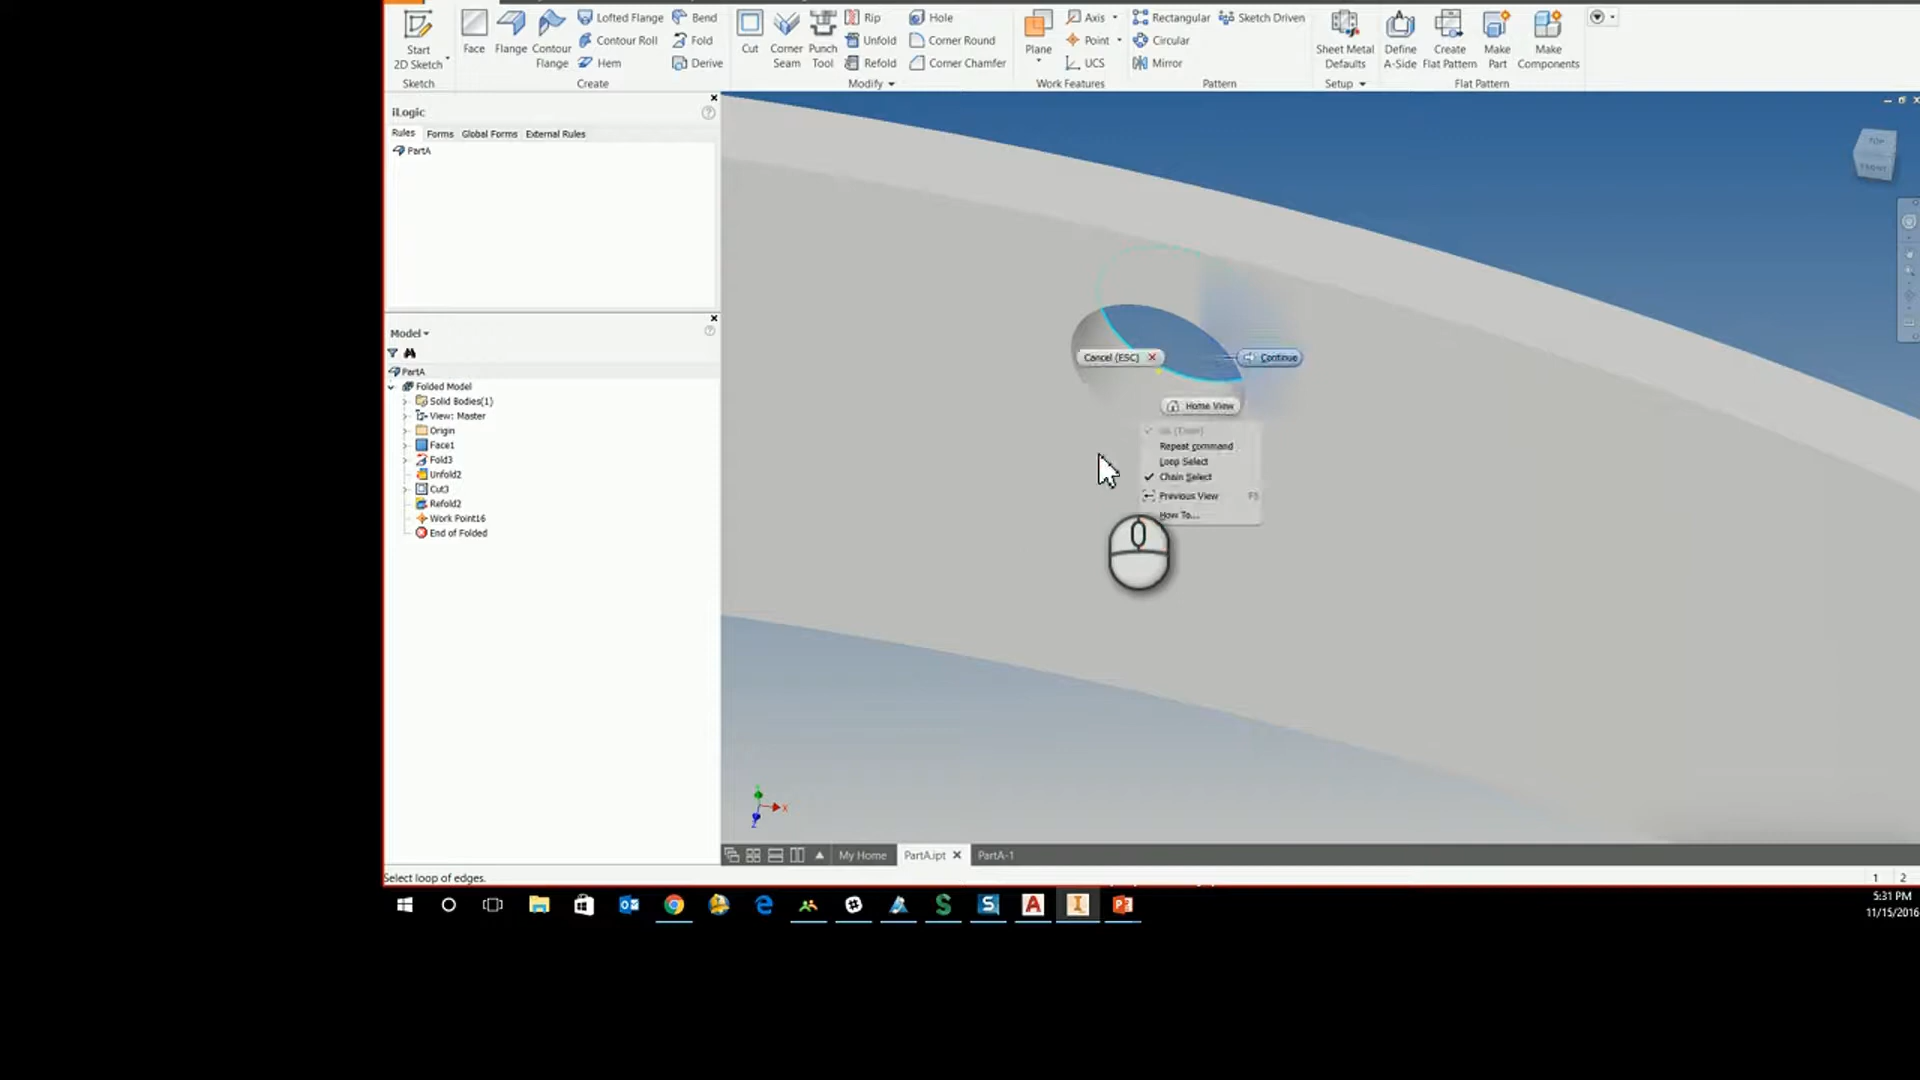 Start
2D Sketch
Sketch
Face
Flange
Contour
Flange
Lofted Flange
Contour Roll
Hem
Bend
Fold
Derive
Create
Cut
Corner
Seam
Punch
Tool
Rip
Unfold
Refold
Hole
Corner Round
Corner Chamfer
Modify
Plane
Axis
Point
UCS
Work Features
Rectangular
Sketch Driven
Circular
Mirror
Pattern
Sheet Metal
Defaults
Setup
Define
A-Side
Create
Flat Pattern
Make
Part
Make
Components
Flat Pattern
iLogic
Rules
Forms
Global Forms
External Rules
PartA
Model
PartA
Folded Model
Solid Bodies(1)
View: Master
Origin
Face1
Fold3
Unfold2
Cut3
Refold2
Work Point16
End of Folded
TOP
FRONT
Cancel (ESC)
Continue
Home View
Repeat command
Loop Select
Chain Select
Previous View F5
How To...
X
Z
My Home
PartA.ipt
PartA-1
Select loop of edges.
1 2
5:31 PM
11/15/2016